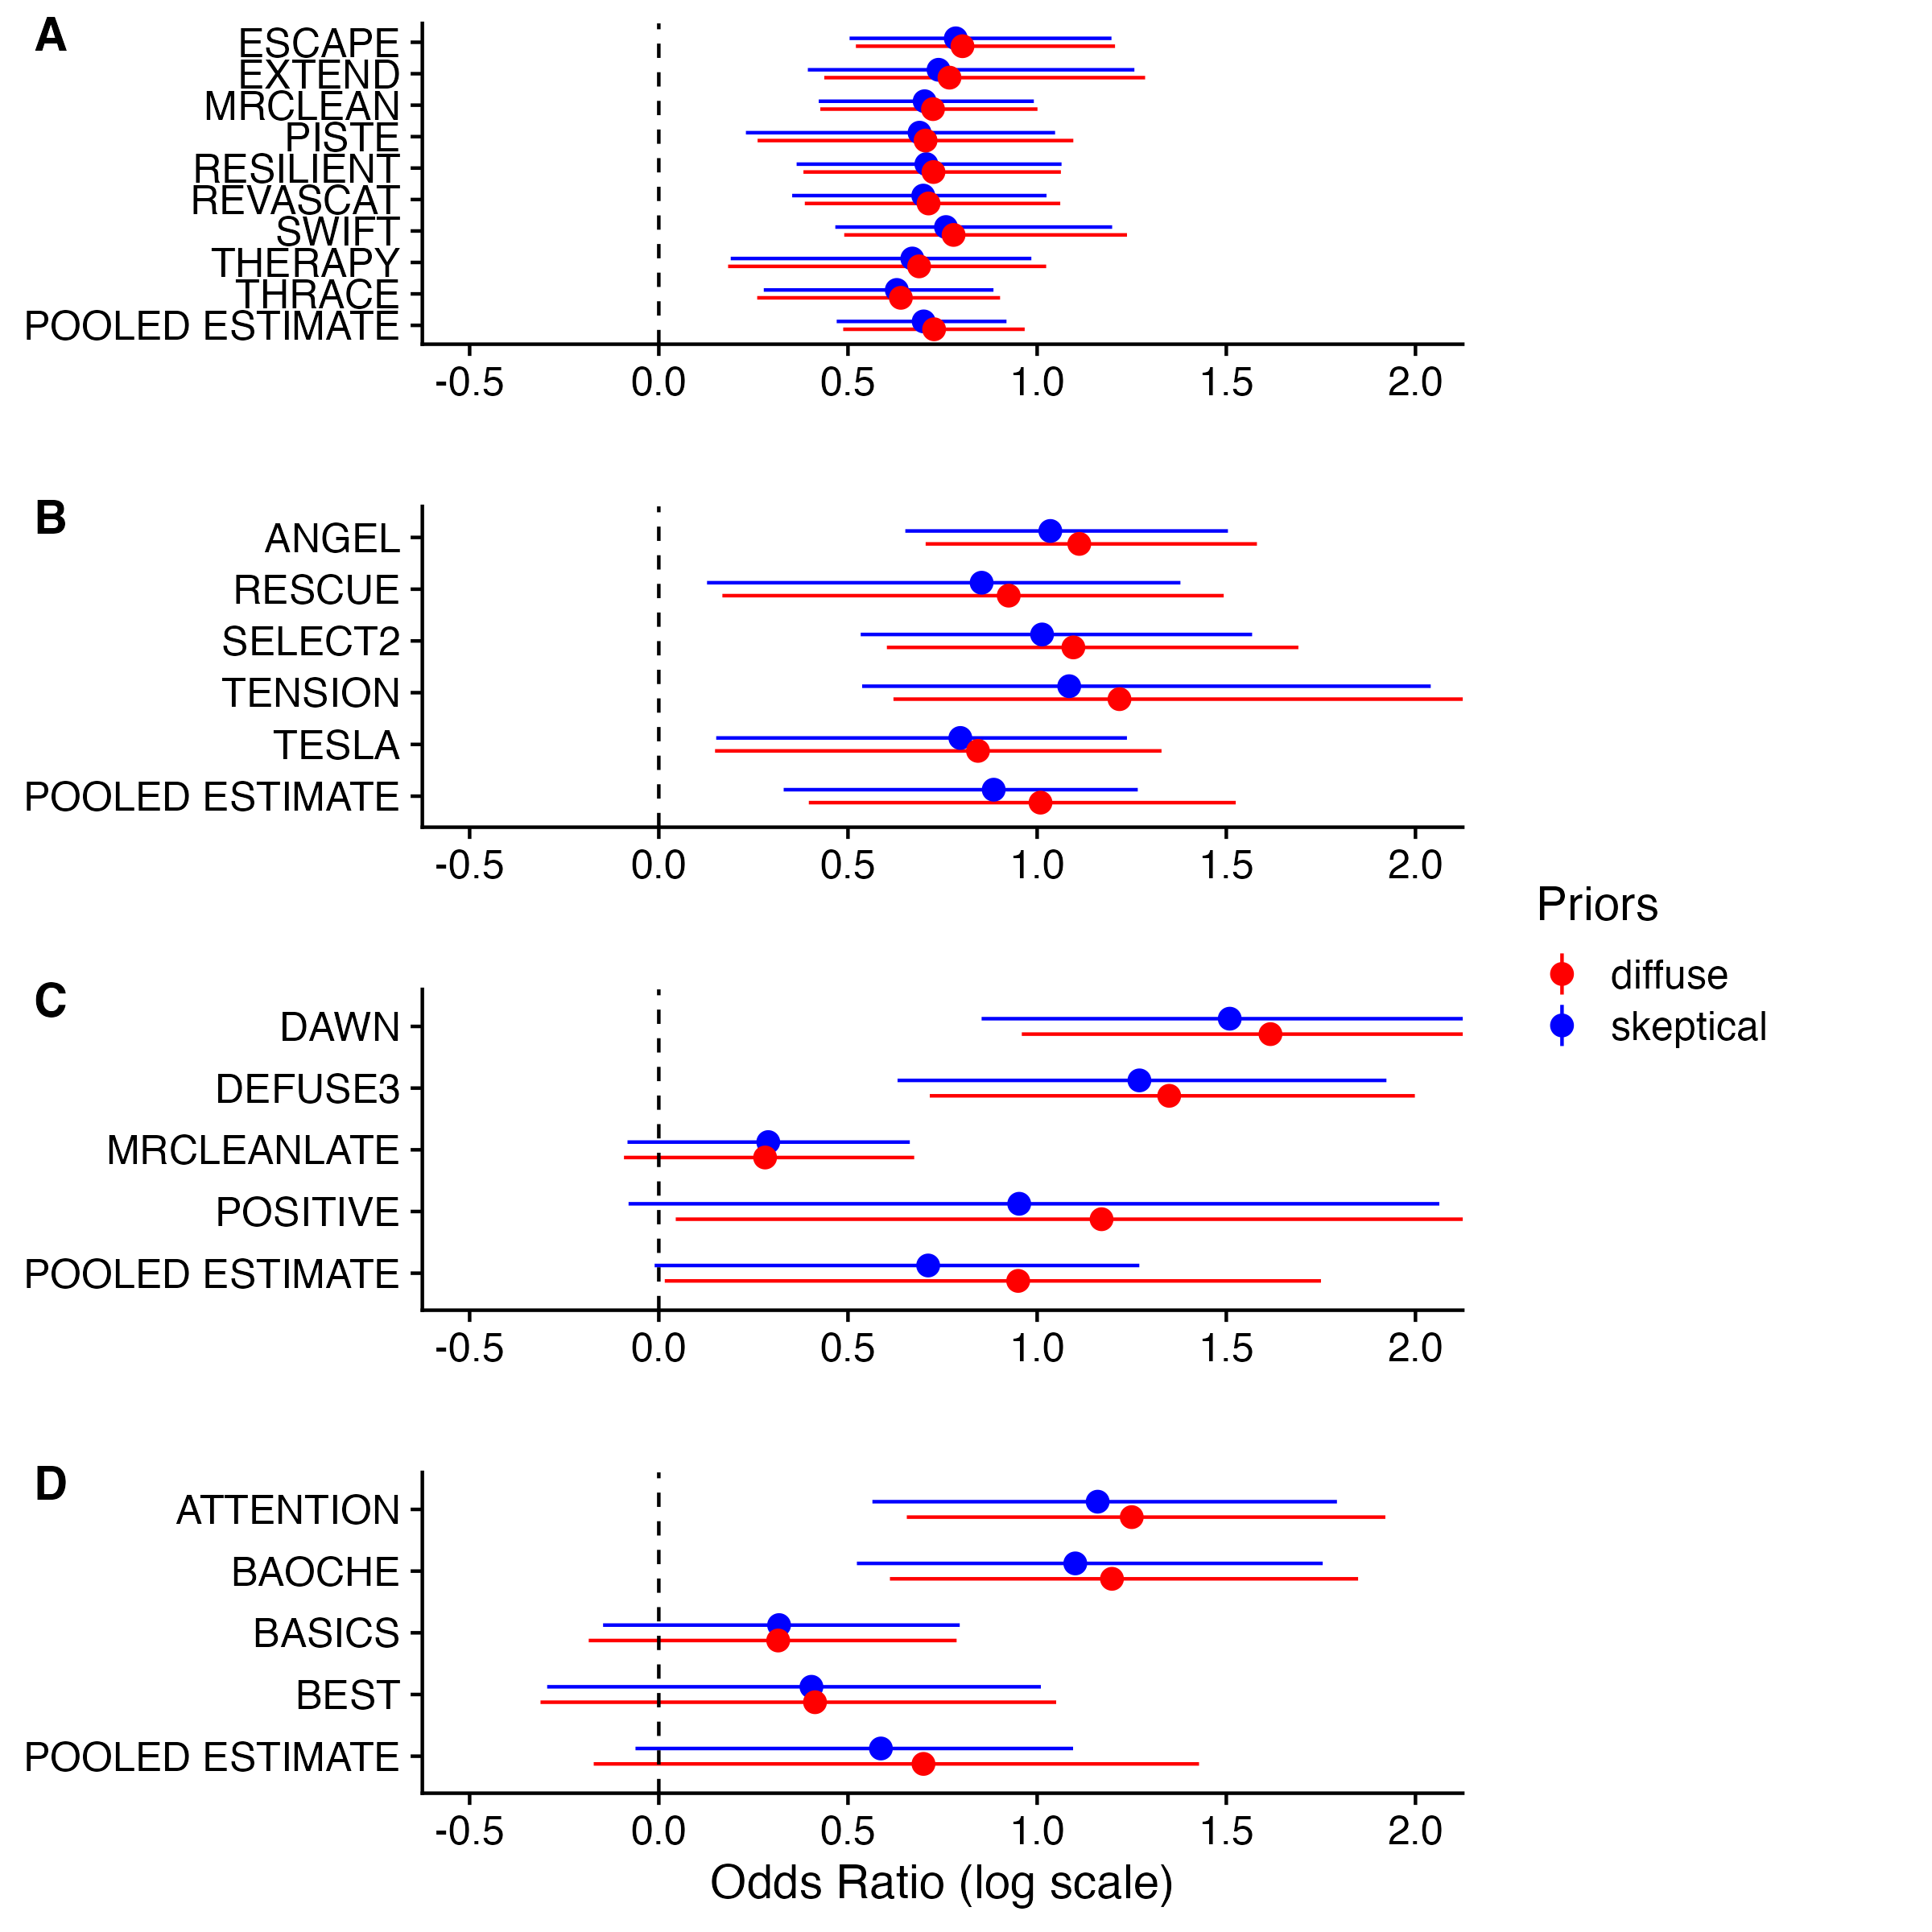 A
ESCAPE
EXTEND
MRCLEAN
PISTE
RESILIENT
REVASCAT
SWIFT
THERAPY
THRACE
POOLED ESTIMATE
-0.5 0.0 0.5 1.0 1.5 2.0
B
ANGEL
RESCUE
SELECT2
TENSION
TESLA
POOLED ESTIMATE
-0.5 0.0 0.5 1.0 1.5 2.0
Priors
diffuse
skeptical
C
DAWN
DEFUSE3
MRCLEANLATE
POSITIVE
POOLED ESTIMATE
-0.5 0.0 0.5 1.0 1.5 2.0
D
ATTENTION
BAOCHE
BASICS
BEST
POOLED ESTIMATE
-0.5 0.0 0.5 1.0 1.5 2.0
Odds Ratio (log scale)